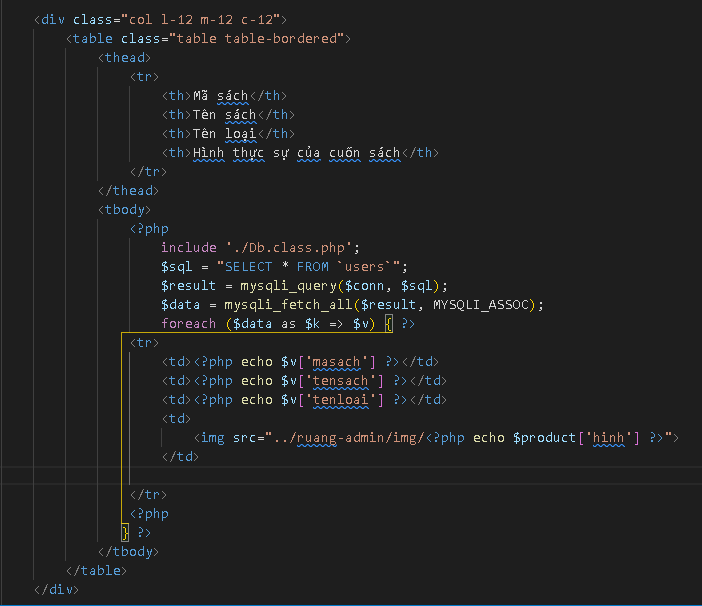 <div class="col l-12 m-12 c-12">
<table class="table table-bordered">
<thead>
<tr>
<th>Mã sách</th>
<th>Tên sách</th>
<th>Tên loại</th>
<th>Hình thực sự của cuốn sách</th>
</tr>
</thead>
<tbody>
<?php
include './Db.class.php';
$sql = "SELECT * FROM `users`";
$result = mysqli_query($conn, $sql);
$data = mysqli_fetch_all($result, MYSQLI_ASSOC);
foreach ($data as $k => $v) { ?>
<tr>
<td><?php echo $v['masach'] ?></td>
<td><?php echo $v['tensach'] ?></td>
<td><?php echo $v['tenloai'] ?></td>
<td>
<img src="../ruang-admin/img/<?php echo $product['hinh'] ?>">
</td>
</tr>
<?php
} ?>
</tbody>
</table>
</div>